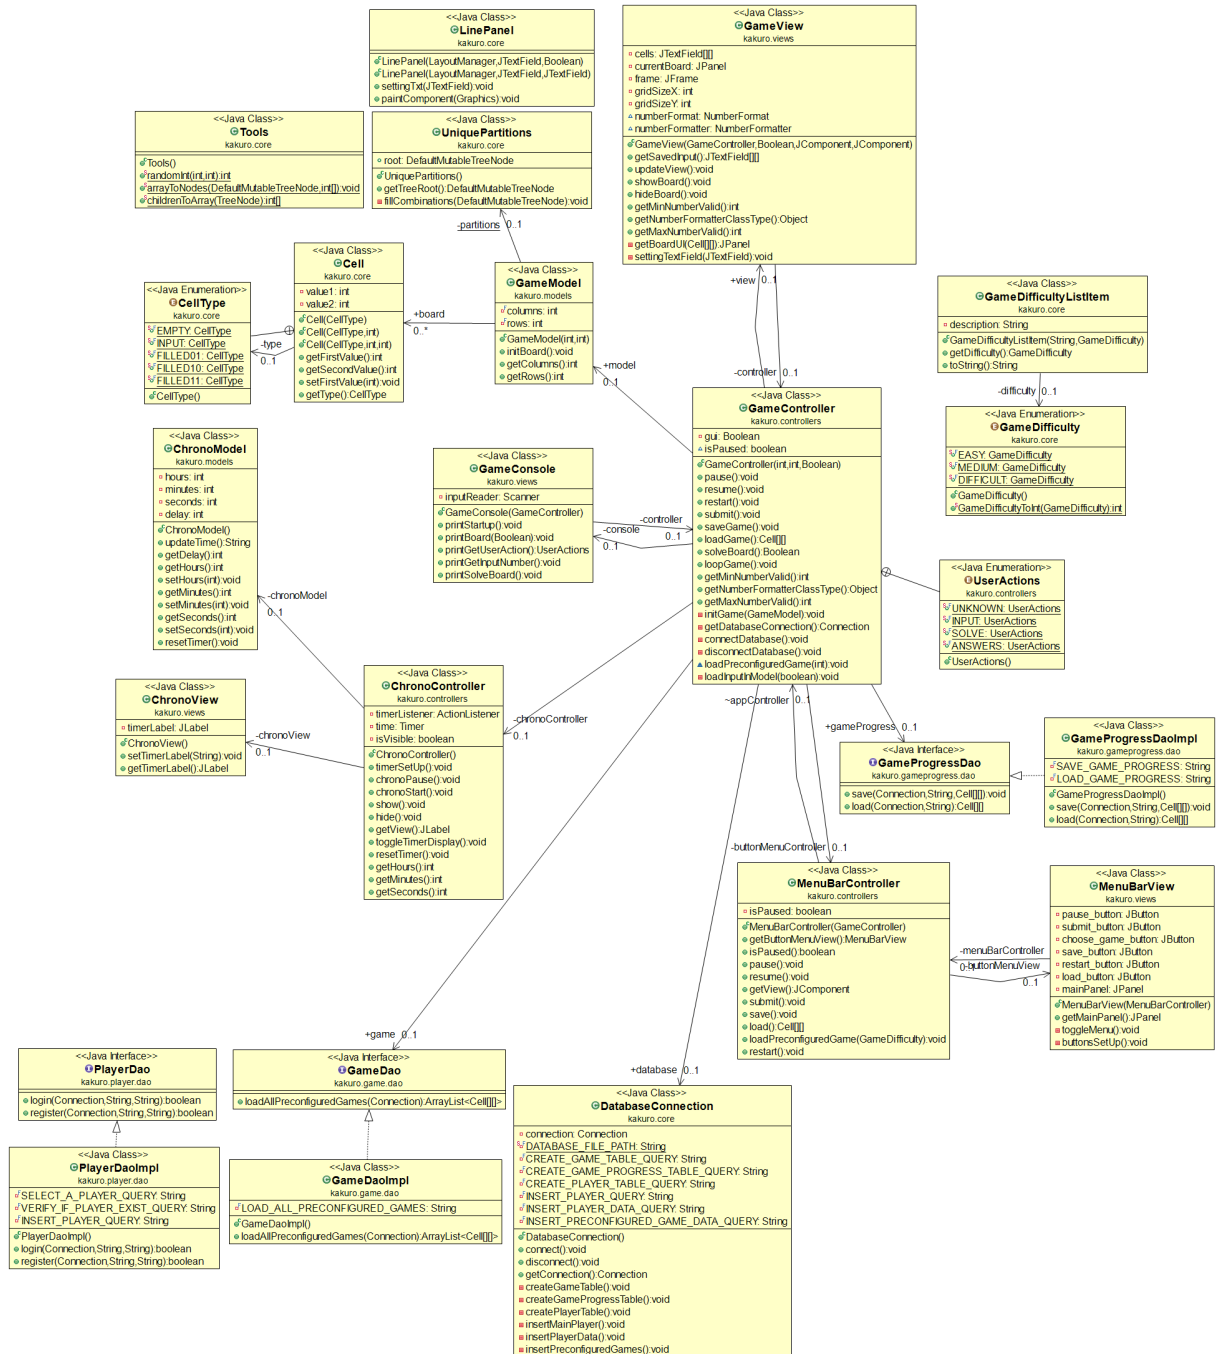 <<Java Class>>
LinePanel
kakuro.core
LinePanel(LayoutManager,JTextField,Boolean)
LinePanel(LayoutManager,JTextField,JTextField)
settingTxt(JTextField):void
paintComponent(Graphics):void
<<Java Class>>
GameView
kakuro.views
cells: JTextField[][]
currentBoard: JPanel
frame: JFrame
gridSizeX: int
gridSizeY: int
numberFormat: NumberFormat
numberFormatter: NumberFormatter
GameView(GameController,Boolean,JComponent,JComponent)
getSavedInput():JTextField[][]
updateView():void
showBoard():void
hideBoard():void
getMinNumberValid():int
getNumberFormatterClassType():Object
getMaxNumberValid():int
getBoardUI(Cell[][]):JPanel
settingTextField(JTextField):void
<<Java Class>>
Tools
kakuro.core
Tools()
randomInt(int,int):int
arrayToNodes(DefaultMutableTreeNode,int[]):void
childrenToArray(TreeNode):int[]
<<Java Class>>
UniquePartitions
kakuro.core
root: DefaultMutableTreeNode
UniquePartitions()
getTreeRoot():DefaultMutableTreeNode
fillCombinations(DefaultMutableTreeNode):void
-partitions
0..1
<<Java Class>>
Cell
kakuro.core
value1: int
value2: int
Cell(CellType)
Cell(CellType,int)
Cell(CellType,int,int)
getFirstValue():int
getSecondValue():int
setFirstValue(int):void
getType():CellType
<<Java Enumeration>>
CellType
kakuro.core
EMPTY: CellType
INPUT: CellType
FILLED01: CellType
FILLED10: CellType
FILLED11: CellType
CellType()
-type
0..1
+board
0..*
<<Java Class>>
GameModel
kakuro.models
columns: int
rows: int
GameModel(int,int)
initBoard():void
getColumns():int
getRows():int
+model
0..1
+view
0..1
-controller
0..1
<<Java Class>>
GameDifficultyListItem
kakuro.core
description: String
GameDifficultyListItem(String,GameDifficulty)
getDifficulty():GameDifficulty
toString():String
-difficulty
0..1
<<Java Enumeration>>
GameDifficulty
kakuro.core
EASY: GameDifficulty
MEDIUM: GameDifficulty
DIFFICULT: GameDifficulty
GameDifficulty()
GameDifficultyToInt(GameDifficulty):int
<<Java Class>>
GameController
kakuro.controllers
gui: Boolean
isPaused: boolean
GameController(int,int,Boolean)
pause():void
resume():void
restart():void
submit():void
saveGame():void
loadGame():Cell[][]
solveBoard():Boolean
loopGame():void
getMinNumberValid():int
getNumberFormatterClassType():Object
getMaxNumberValid():int
initGame(GameModel):void
getDatabaseConnection():Connection
connectDatabase():void
disconnectDatabase():void
loadPreconfiguredGame(int):void
loadInputInModel(boolean):void
<<Java Class>>
ChronoModel
kakuro.models
hours: int
minutes: int
seconds: int
delay: int
ChronoModel()
updateTime():String
getDelay():int
getHours():int
setHours(int):void
getMinutes():int
setMinutes(int):void
getSeconds():int
setSeconds(int):void
resetTimer():void
<<Java Class>>
GameConsole
kakuro.views
inputReader: Scanner
GameConsole(GameController)
printStartup():void
printBoard(Boolean):void
printGetUserAction():UserActions
printGetInputNumber():void
printSolveBoard():void
-controller
0..1
-console
0..1
<<Java Enumeration>>
UserActions
kakuro.controllers
UNKNOWN: UserActions
INPUT: UserActions
SOLVE: UserActions
ANSWERS: UserActions
UserActions()
-chronoModel
0..1
<<Java Class>>
ChronoController
kakuro.controllers
timerListener: ActionListener
time: Timer
isVisible: boolean
ChronoController()
timerSetUp():void
chronoPause():void
chronoStart():void
show():void
hide():void
getView():JLabel
toggleTimerDisplay():void
resetTimer():void
getHours():int
getMinutes():int
getSeconds():int
-chronoController
0..1
<<Java Class>>
ChronoView
kakuro.views
timerLabel: JLabel
ChronoView()
setTimerLabel(String):void
getTimerLabel():JLabel
-chronoView
0..1
~appController
0..1
+gameProgress
0..1
<<Java Interface>>
GameProgressDao
kakuro.gameprogress.dao
save(Connection,String,Cell[][]):void
load(Connection,String):Cell[][]
<<Java Class>>
GameProgressDaoImpl
kakuro.gameprogress.dao
SAVE_GAME_PROGRESS: String
LOAD_GAME_PROGRESS: String
GameProgressDaoImpl()
save(Connection,String,Cell[][]):void
load(Connection,String):Cell[][]
-buttonMenuController
0..1
<<Java Class>>
MenuBarController
kakuro.controllers
isPaused: boolean
MenuBarController(GameController)
getButtonMenuView():MenuBarView
isPaused():boolean
pause():void
resume():void
getView():JComponent
submit():void
save():void
load():Cell[][]
loadPreconfiguredGame(GameDifficulty):void
restart():void
-menuBarController
0..1
-buttonMenuView
0..1
<<Java Class>>
MenuBarView
kakuro.views
pause_button: JButton
submit_button: JButton
choose_game_button: JButton
save_button: JButton
restart_button: JButton
load_button: JButton
mainPanel: JPanel
MenuBarView(MenuBarController)
getMainPanel():JPanel
toggleMenu():void
buttonsSetUp():void
+game
0..1
+database
0..1
<<Java Interface>>
PlayerDao
kakuro.player.dao
login(Connection,String,String):boolean
register(Connection,String,String):boolean
<<Java Class>>
PlayerDaoImpl
kakuro.player.dao
SELECT_A_PLAYER_QUERY: String
VERIFY_IF_PLAYER_EXIST_QUERY: String
INSERT_PLAYER_QUERY: String
PlayerDaoImpl()
login(Connection,String,String):boolean
register(Connection,String,String):boolean
<<Java Interface>>
GameDao
kakuro.game.dao
loadAllPreconfiguredGames(Connection):ArrayList<Cell[][]>
<<Java Class>>
GameDaoImpl
kakuro.game.dao
LOAD_ALL_PRECONFIGURED_GAMES: String
GameDaoImpl()
loadAllPreconfiguredGames(Connection):ArrayList<Cell[][]>
<<Java Class>>
DatabaseConnection
kakuro.core
connection: Connection
DATABASE_FILE_PATH: String
CREATE_GAME_TABLE_QUERY: String
CREATE_GAME_PROGRESS_TABLE_QUERY: String
CREATE_PLAYER_TABLE_QUERY: String
INSERT_PLAYER_QUERY: String
INSERT_PLAYER_DATA_QUERY: String
INSERT_PRECONFIGURED_GAME_DATA_QUERY: String
DatabaseConnection()
connect():void
disconnect():void
getConnection():Connection
createGameTable():void
createGameProgressTable():void
createPlayerTable():void
insertMainPlayer():void
insertPlayerData():void
insertPreconfiguredGames():void